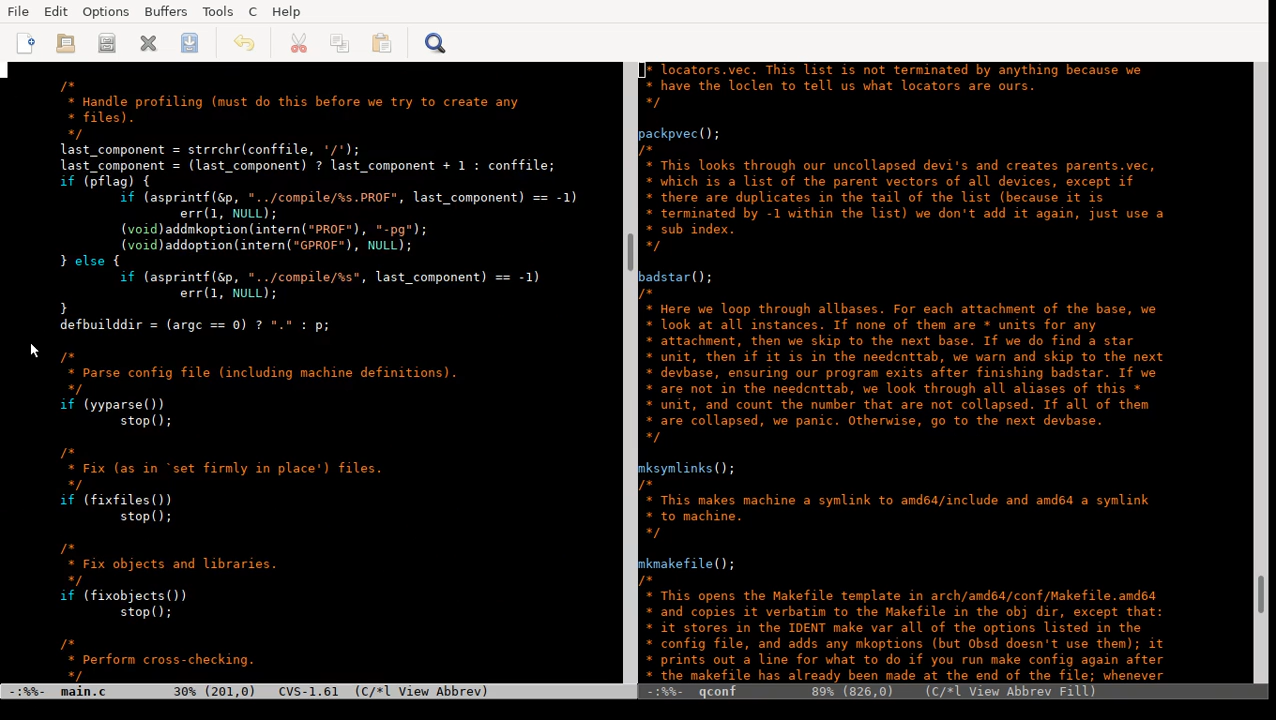 File Edit Options Buffers Tools C Help
/*
 * Handle profiling (must do this before we try to create any
 * files).
 */
last_component = strrchr(conffile, '/');
last_component = (last_component) ? last_component + 1 : conffile;
if (pflag) {
        if (asprintf(&p, "../compile/%s.PROF", last_component) == -1)
                err(1, NULL);
        (void)addmkoption(intern("PROF"), "-pg");
        (void)addoption(intern("GPROF"), NULL);
} else {
        if (asprintf(&p, "../compile/%s", last_component) == -1)
                err(1, NULL);
}
defbuilddir = (argc == 0) ? "." : p;
/*
 * Parse config file (including machine definitions).
 */
if (yyparse())
        stop();
/*
 * Fix (as in `set firmly in place') files.
 */
if (fixfiles())
        stop();
/*
 * Fix objects and libraries.
 */
if (fixobjects())
        stop();
/*
 * Perform cross-checking.
 */
-:%%-  main.c         30% (201,0)   CVS-1.61  (C/*l View Abbrev)
 * locators.vec. This list is not terminated by anything because we
 * have the loclen to tell us what locators are ours.
 */
packpvec();
/*
 * This looks through our uncollapsed devi's and creates parents.vec,
 * which is a list of the parent vectors of all devices, except if
 * there are duplicates in the tail of the list (because it is
 * terminated by -1 within the list) we don't add it again, just use a
 * sub index.
 */
badstar();
/*
 * Here we loop through allbases. For each attachment of the base, we
 * look at all instances. If none of them are * units for any
 * attachment, then we skip to the next base. If we do find a star
 * unit, then if it is in the needcnttab, we warn and skip to the next
 * devbase, ensuring our program exits after finishing badstar. If we
 * are not in the needcnttab, we look through all aliases of this *
 * unit, and count the number that are not collapsed. If all of them
 * are collapsed, we panic. Otherwise, go to the next devbase.
 */
mksymlinks();
/*
 * This makes machine a symlink to amd64/include and amd64 a symlink
 * to machine.
 */
mkmakefile();
/*
 * This opens the Makefile template in arch/amd64/conf/Makefile.amd64
 * and copies it verbatim to the Makefile in the obj dir, except that:
 * it stores in the IDENT make var all of the options listed in the
 * config file, and adds any mkoptions (but Obsd doesn't use them); it
 * prints out a line for what to do if you run make config again after
 * the makefile has already been made at the end of the file; whenever
-:%%-  qconf          89% (826,0)    (C/*l View Abbrev Fill)